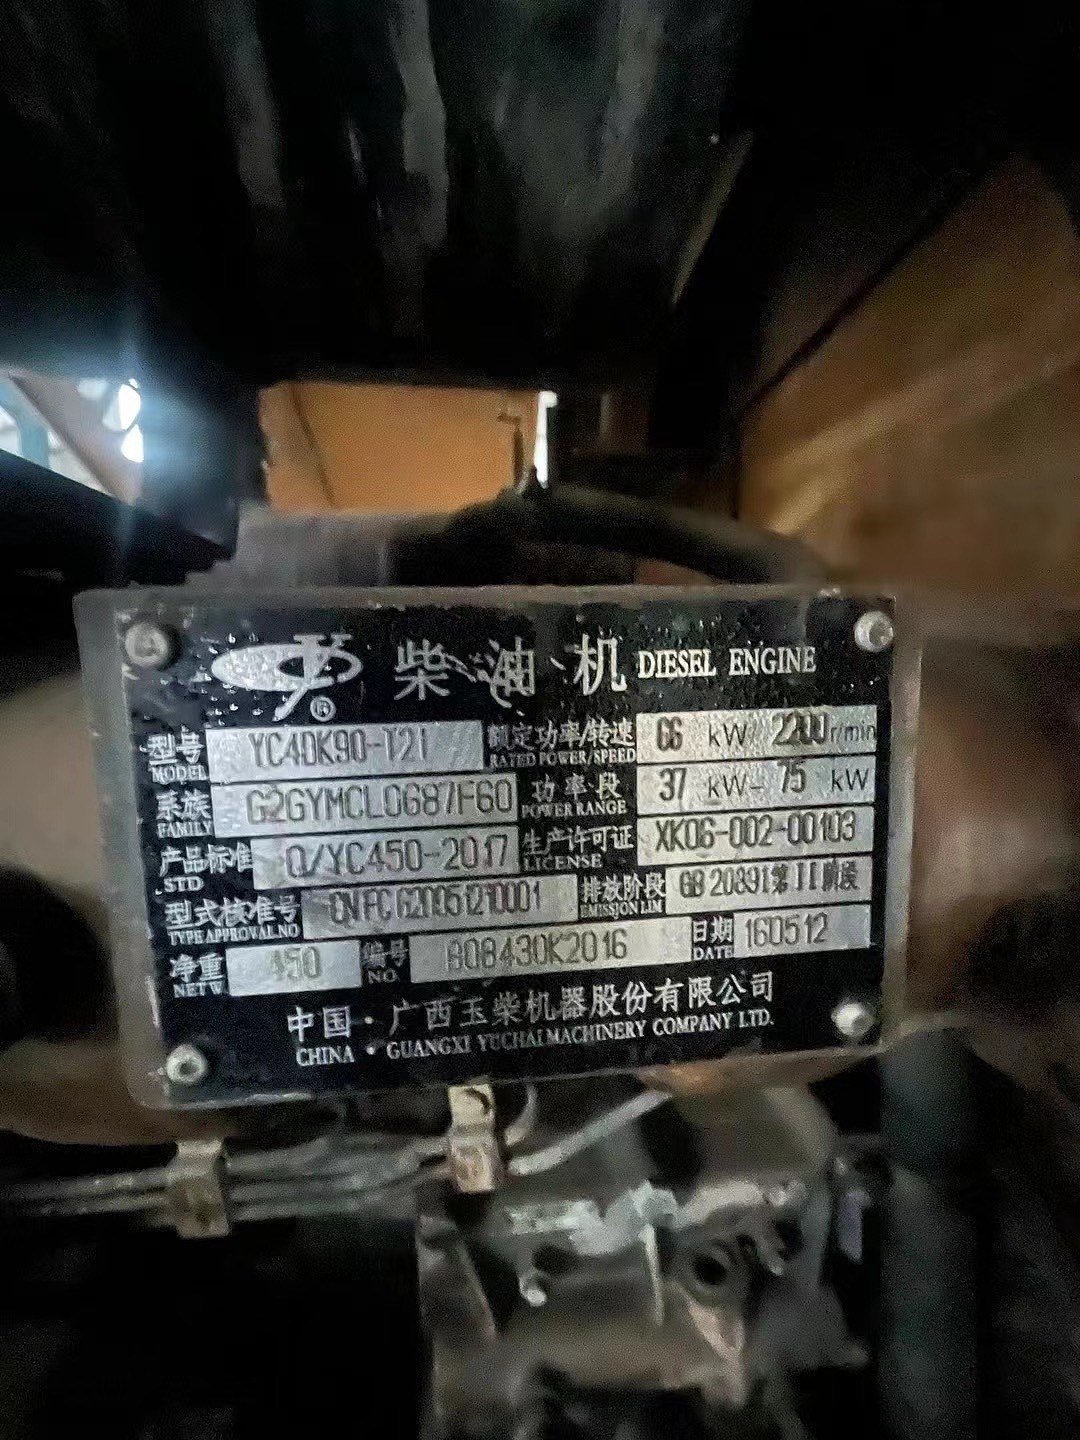 柴油机 DIESEL ENGINE
型号 MODEL YC4DK90-T21 额定功率/转速 RATED POWER/SPEED 66 kW 2200 r/min
系族 FAMILY G2GYMCL0687F60 功率段 POWER RANGE 37 kW- 75 kW
产品标准 STD Q/YC450-2017 生产许可证 LICENSE XK06-002-00103
型式核准号 TYPE APPROVAL NO 排放阶段 EMISSION LIM GB 20891第II阶段
净重 NET W 450 编号 NO 日期 DATE 160512
中国·广西玉柴机器股份有限公司
CHINA · GUANGXI YUCHAI MACHINERY COMPANY LTD.